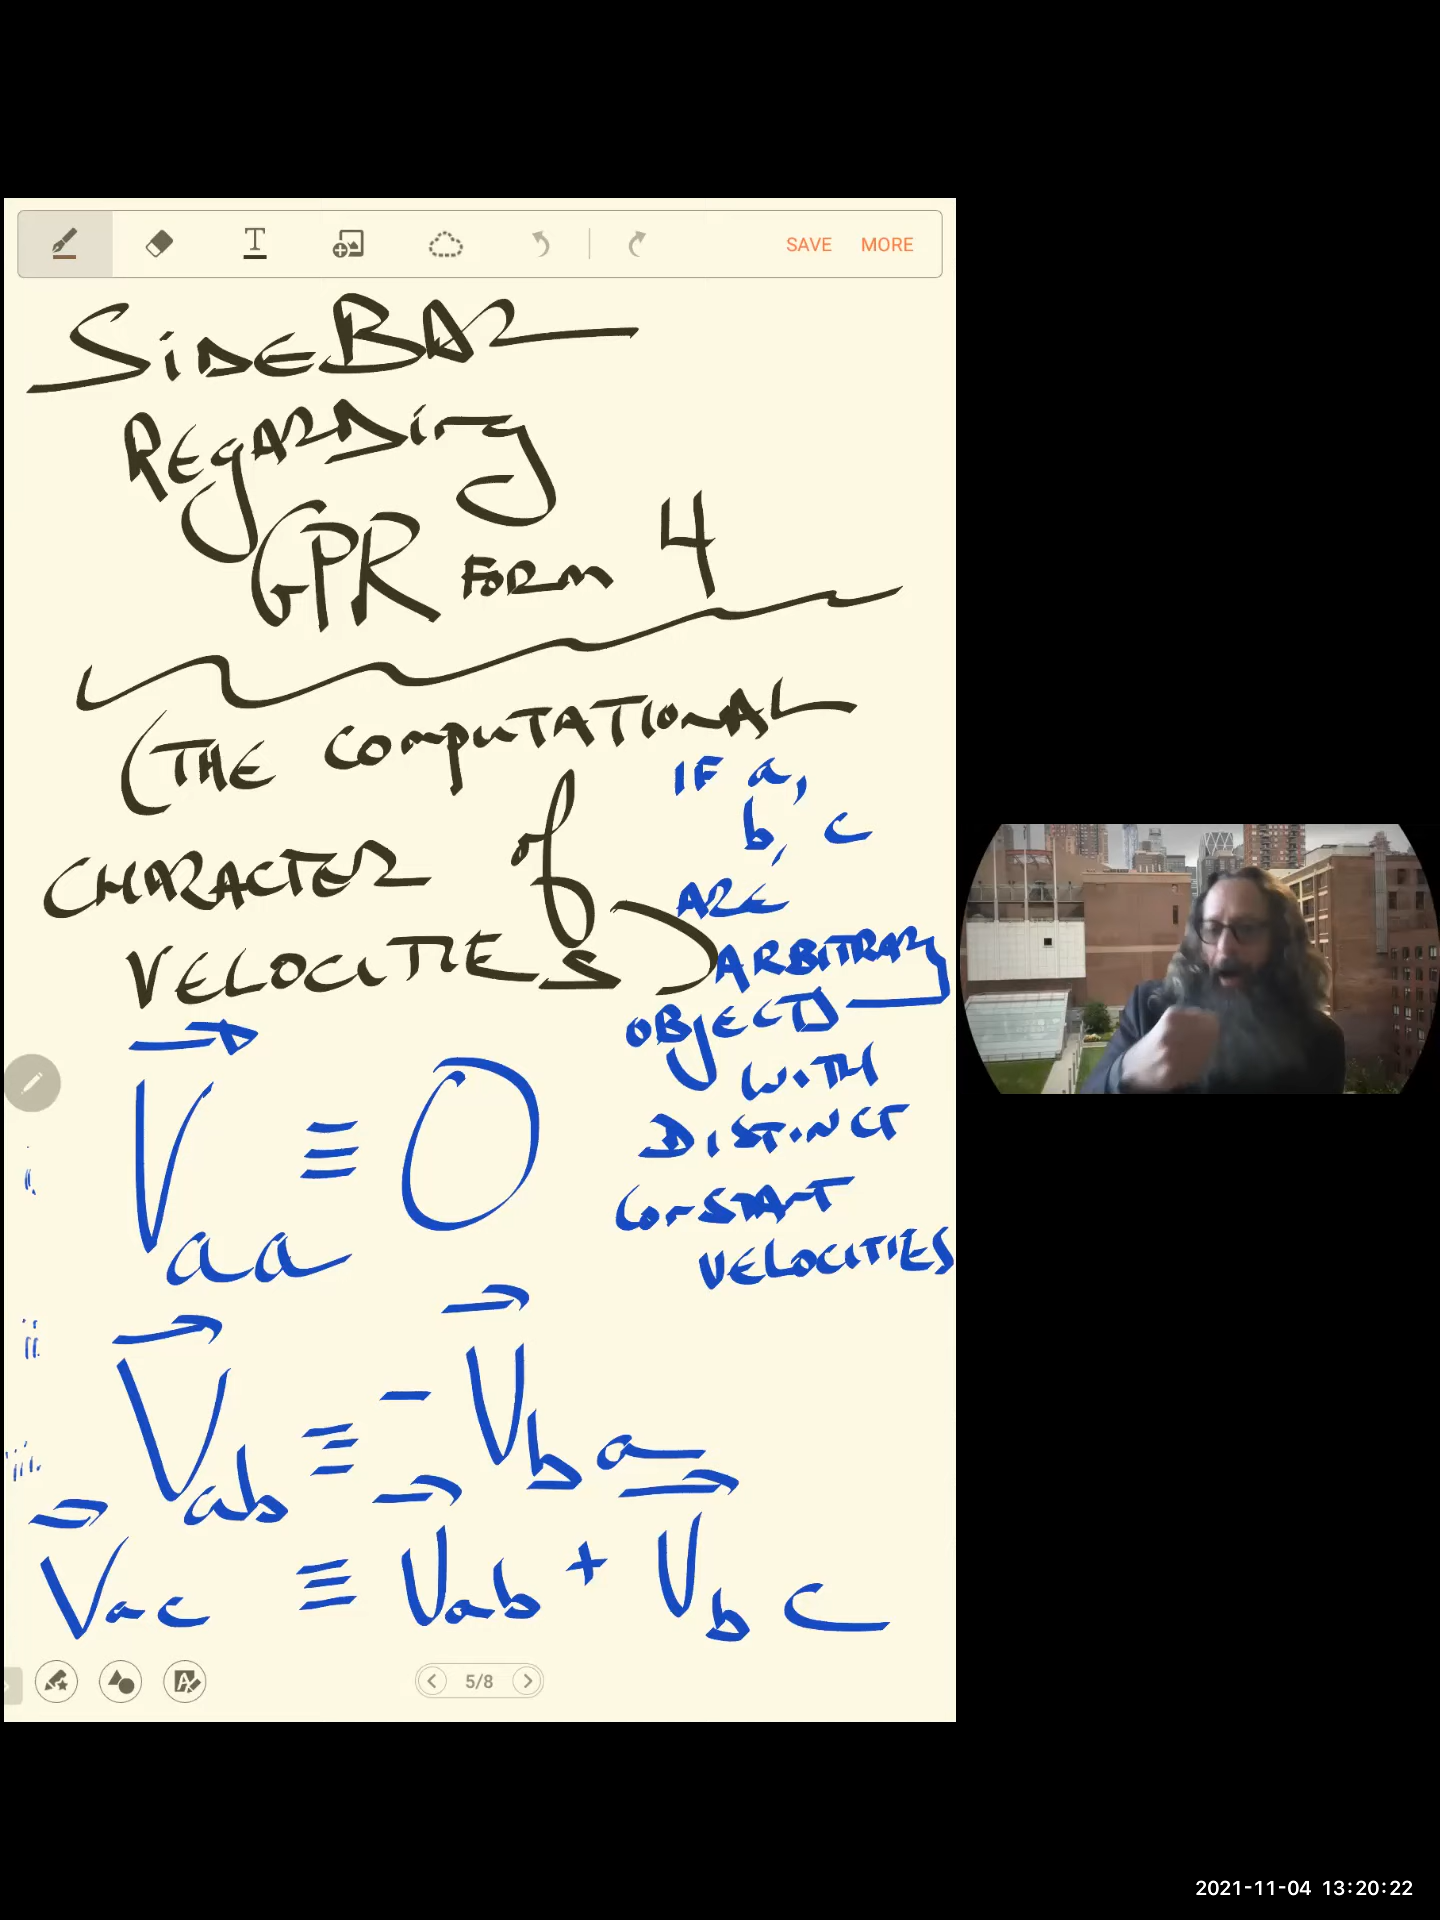 T
SAVE MORE
SIDEBAR
REGARDING
GPR FORM 4
(THE COMPUTATIONAL
CHARACTER of
VELOCITIES)
IF a,
b, c
ARE
ARBITRARY
OBJECTS
WITH
DISTINCT
CONSTANT
VELOCITIES
i. V⃗aa ≡ 0
ii. V⃗ab ≡ -V⃗ba
iii. V⃗ac ≡ V⃗ab + V⃗bc
5/8
2021-11-04 13:20:22